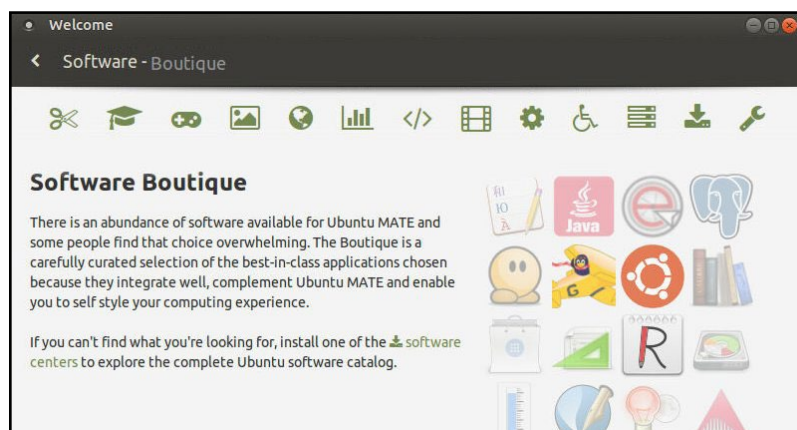 Welcome
Software - Boutique
Software Boutique
There is an abundance of software available for Ubuntu MATE and
some people find that choice overwhelming. The Boutique is a
carefully curated selection of the best-in-class applications chosen
because they integrate well, complement Ubuntu MATE and enable
you to self style your computing experience.
If you can't find what you're looking for, install one of the software
centers to explore the complete Ubuntu software catalog.
Java
G
R